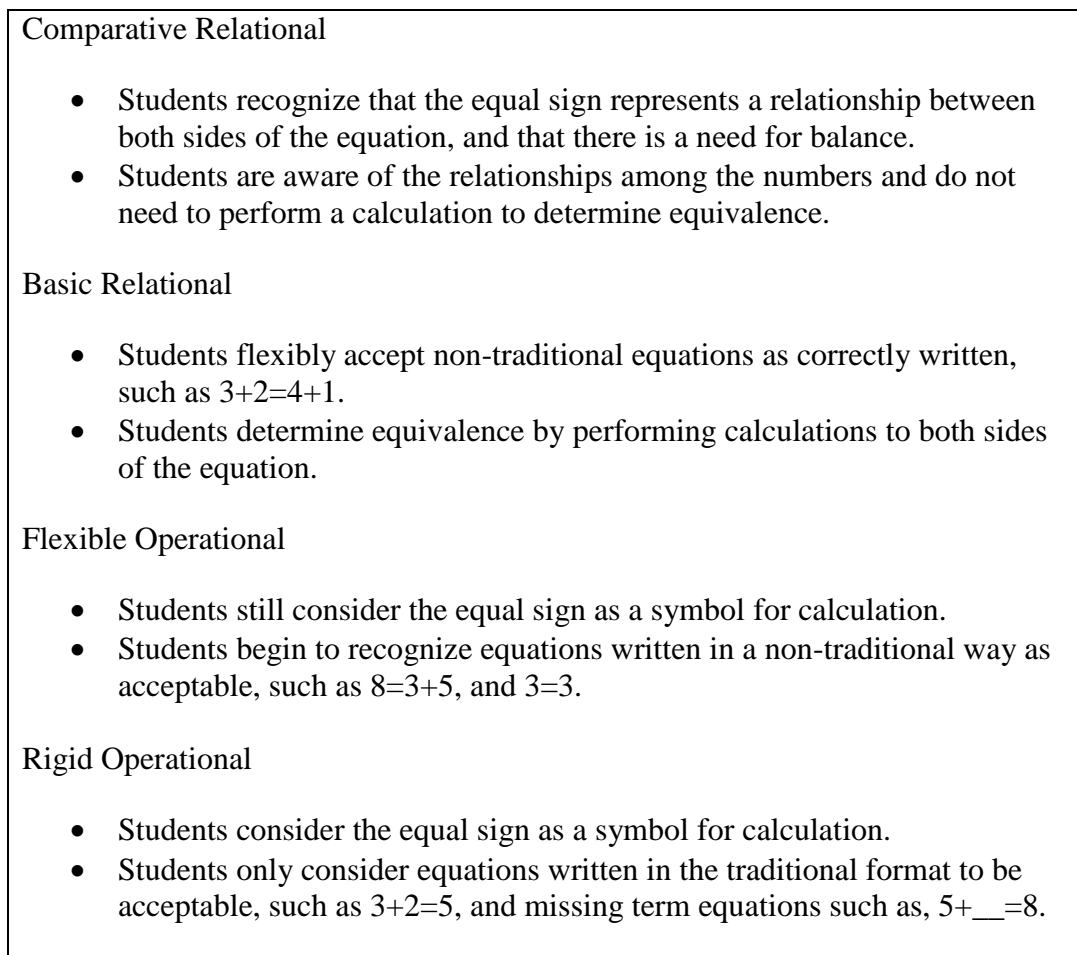 Comparative Relational
• Students recognize that the equal sign represents a relationship between
both sides of the equation, and that there is a need for balance.
• Students are aware of the relationships among the numbers and do not
need to perform a calculation to determine equivalence.
Basic Relational
• Students flexibly accept non-traditional equations as correctly written,
such as 3+2=4+1.
• Students determine equivalence by performing calculations to both sides
of the equation.
Flexible Operational
• Students still consider the equal sign as a symbol for calculation.
• Students begin to recognize equations written in a non-traditional way as
acceptable, such as 8=3+5, and 3=3.
Rigid Operational
• Students consider the equal sign as a symbol for calculation.
• Students only consider equations written in the traditional format to be
acceptable, such as 3+2=5, and missing term equations such as, 5+__=8.